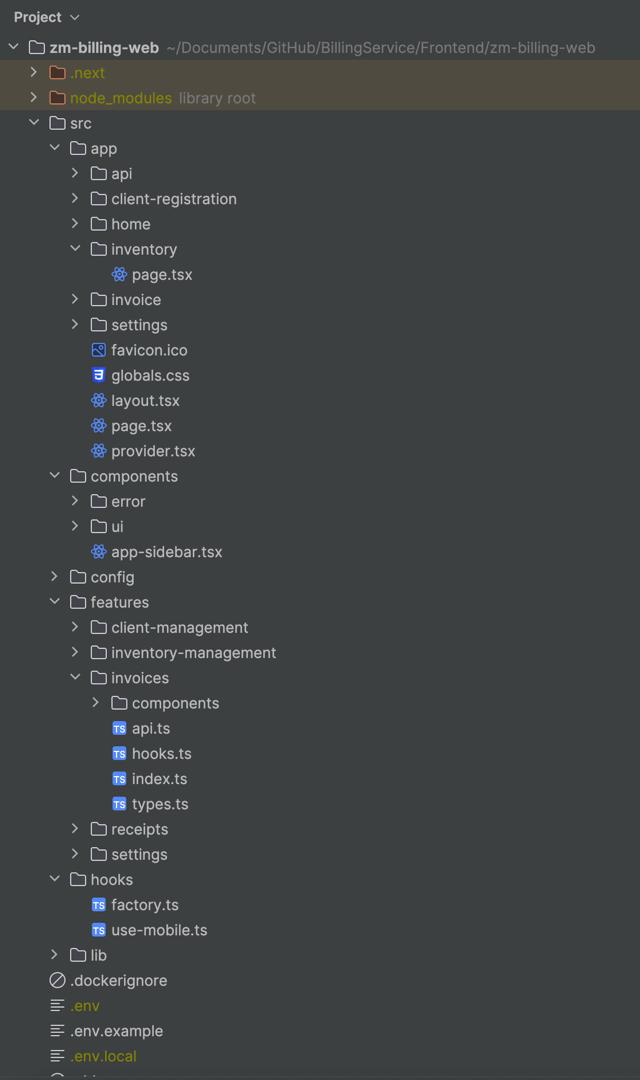 Project
zm-billing-web ~/Documents/GitHub/BillingService/Frontend/zm-billing-web
.next
node_modules library root
src
app
api
client-registration
home
inventory
page.tsx
invoice
settings
favicon.ico
globals.css
layout.tsx
page.tsx
provider.tsx
components
error
ui
app-sidebar.tsx
config
features
client-management
inventory-management
invoices
components
TS api.ts
TS hooks.ts
TS index.ts
TS types.ts
receipts
settings
hooks
TS factory.ts
TS use-mobile.ts
lib
.dockerignore
.env
.env.example
.env.local